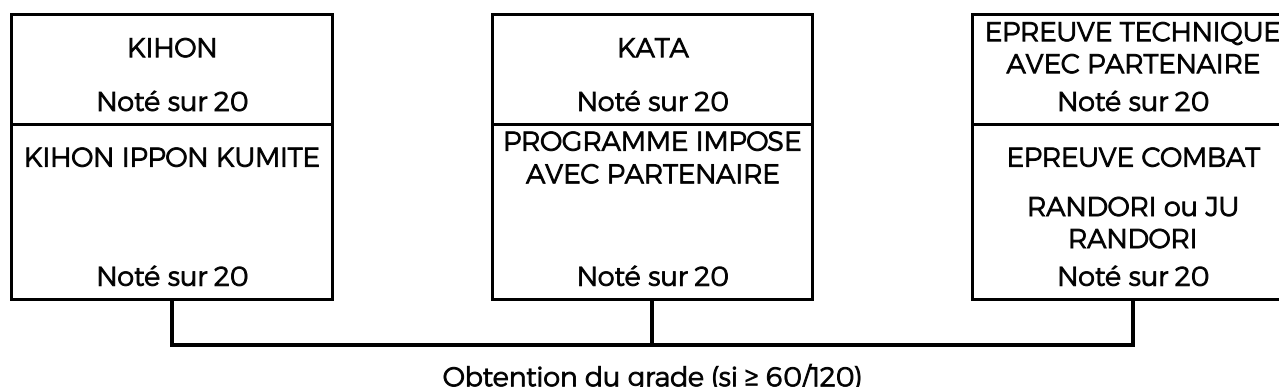 KIHON
Noté sur 20
KIHON IPPON KUMITE
Noté sur 20
KATA
Noté sur 20
PROGRAMME IMPOSE
AVEC PARTENAIRE
Noté sur 20
EPREUVE TECHNIQUE
AVEC PARTENAIRE
Noté sur 20
EPREUVE COMBAT
RANDORI ou JU
RANDORI
Noté sur 20
Obtention du grade (si ≥ 60/120)